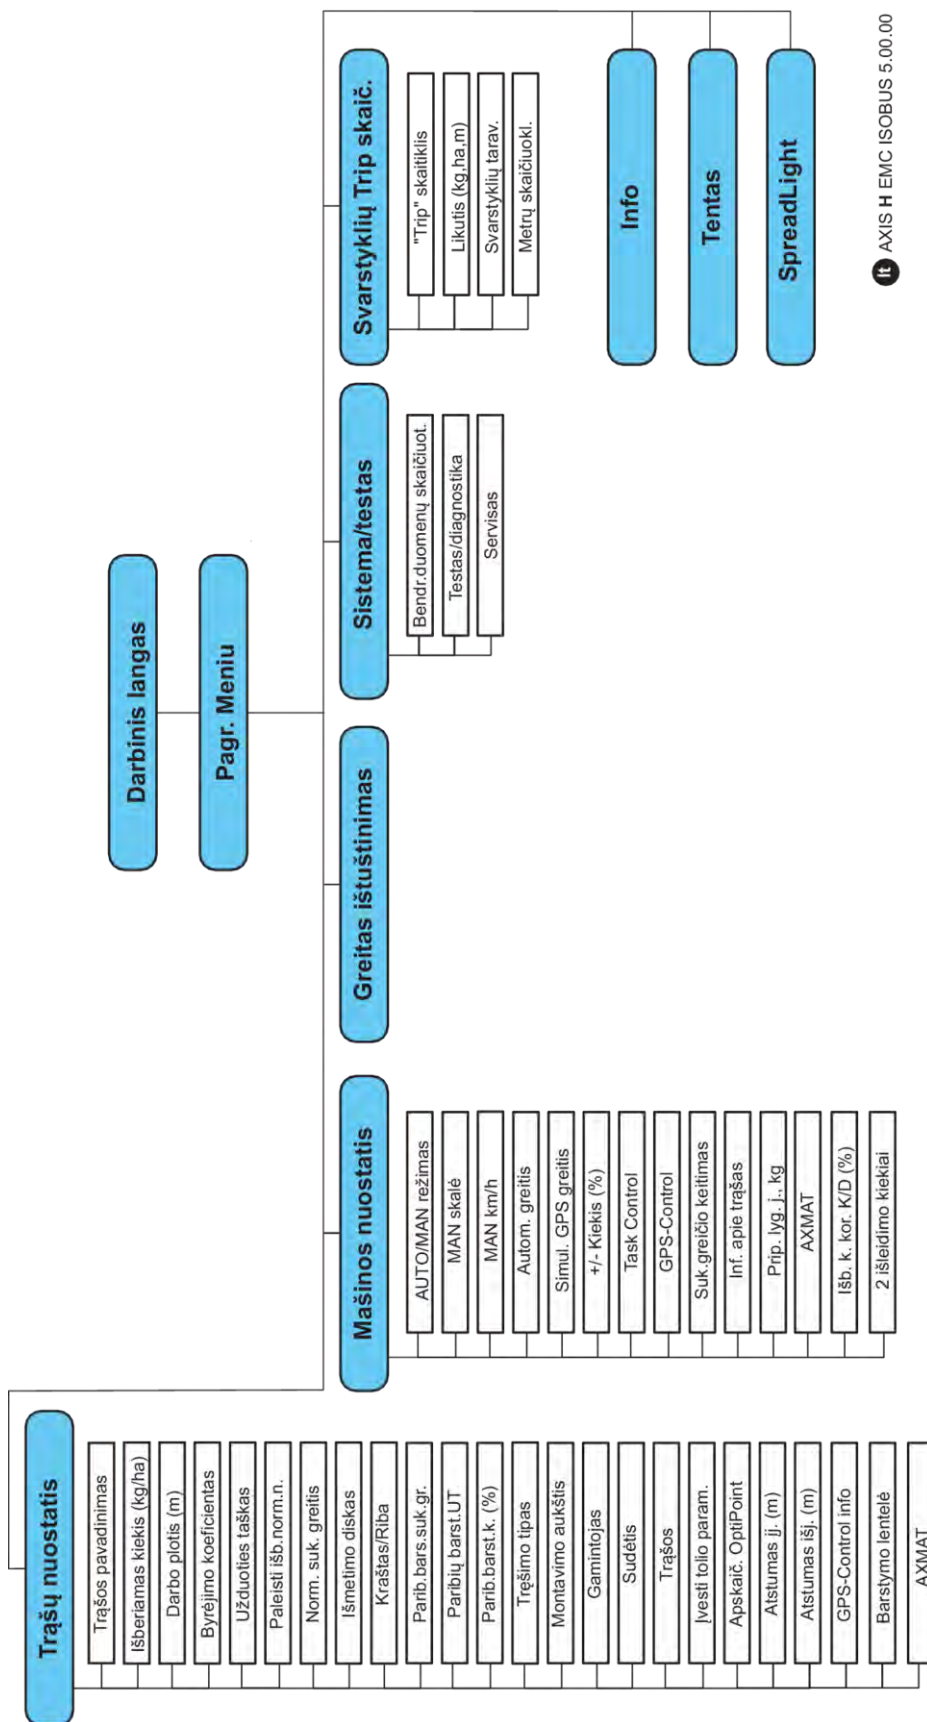 Darbinis langas
Pagr. Meniu
Trąšų nuostatis
Trąšos pavadinimas
Išberiamas kiekis (kg/ha)
Darbo plotis (m)
Byrėjimo koeficientas
Užduoties taškas
Paleisti išb.norm.n.
Norm. suk. greitis
Išmetimo diskas
Kraštas/Riba
Parib.bars.suk.gr.
Paribių barst.UT
Parib.barst.k. (%)
Tręšimo tipas
Montavimo aukštis
Gamintojas
Sudėtis
Trąšos
Įvesti tolio param.
Apskaič. OptiPoint
Atstumas įj. (m)
Atstumas išj. (m)
GPS-Control info
Barstymo lentelė
AXMAT
Mašinos nuostatis
AUTO/MAN režimas
MAN skalė
MAN km/h
Autom. greitis
Simul. GPS greitis
+/- Kiekis (%)
Task Control
GPS-Control
Suk.greičio keitimas
Inf. apie trąšas
Prip. lyg. j., kg
AXMAT
Išb. k. kor. K/D (%)
2 išleidimo kiekiai
Greitas ištuštinimas
Sistema/testas
Bendr.duomenų skaičiuot.
Testas/diagnostika
Servisas
Svarstyklių Trip skaič.
"Trip" skaitiklis
Likutis (kg,ha,m)
Svarstyklių tarav.
Metrų skaičiuokl.
Info
Tentas
SpreadLight
lt AXIS H EMC ISOBUS 5.00.00